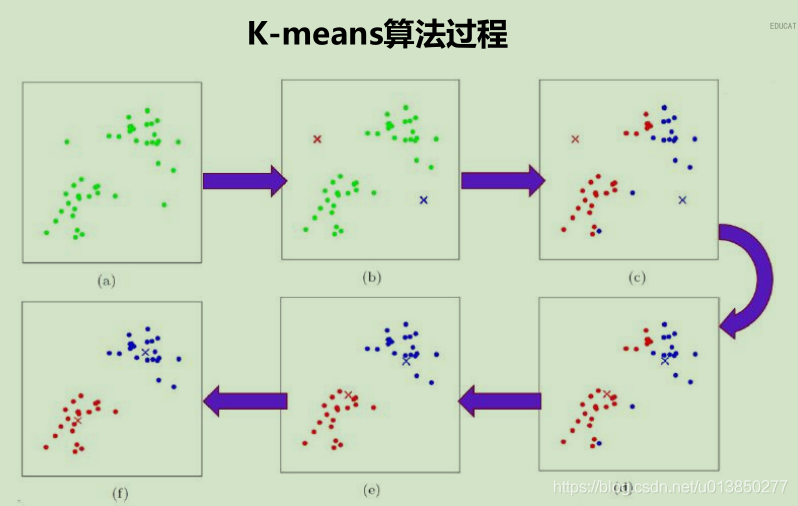 K-means算法过程
EDUCAT
(a)
(b)
(c)
(f)
(e)
(d)
https://blog.csdn.net/u013850277